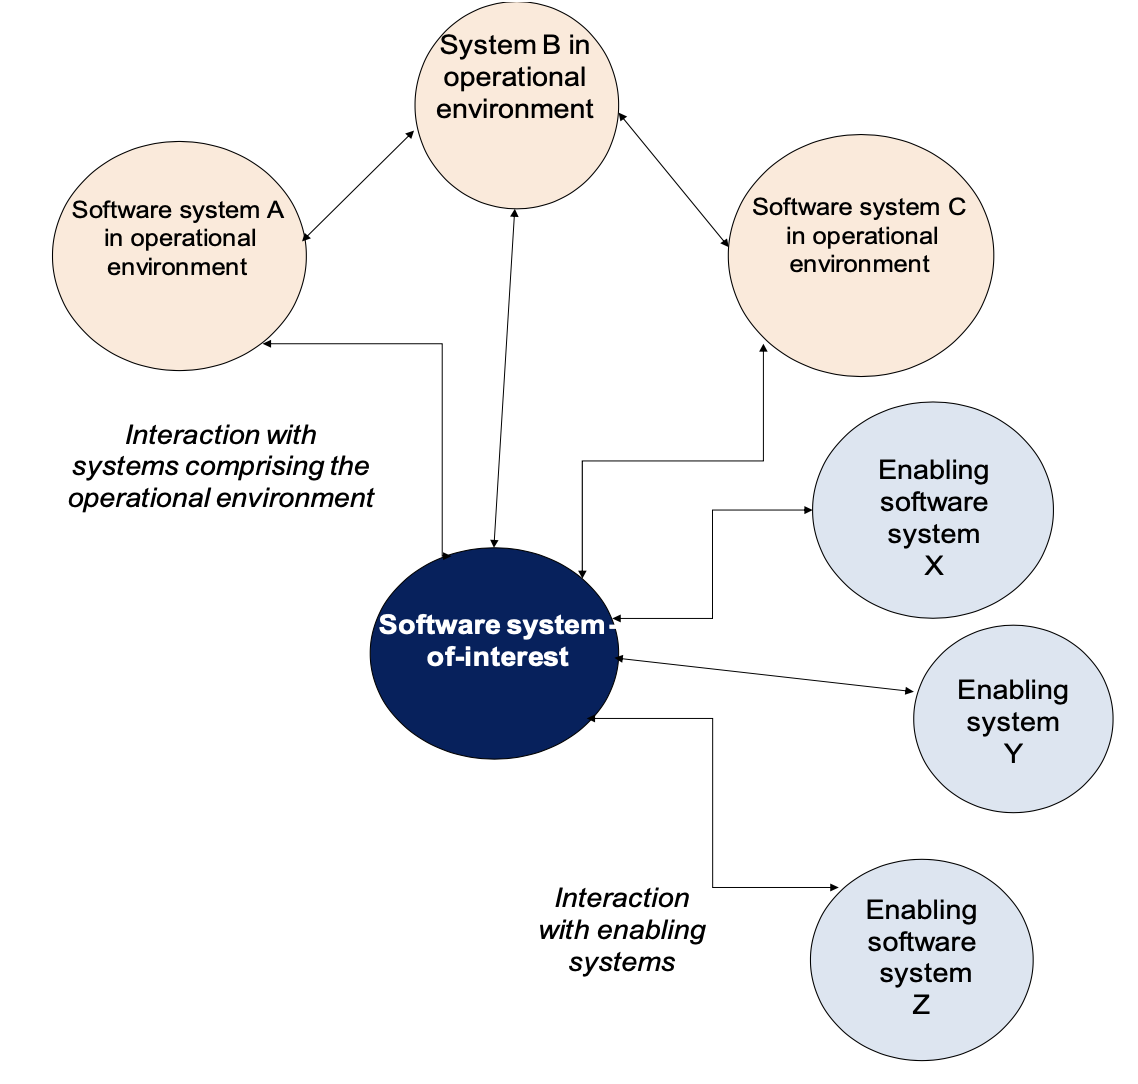 System B in
operational
environment
Software system A
in operational
environment
Software system C
in operational
environment
Interaction with
systems comprising the
operational environment
Enabling
software
system
X
Software system-
of-interest
Enabling
system
Y
Interaction
with enabling
systems
Enabling
software
system
Z